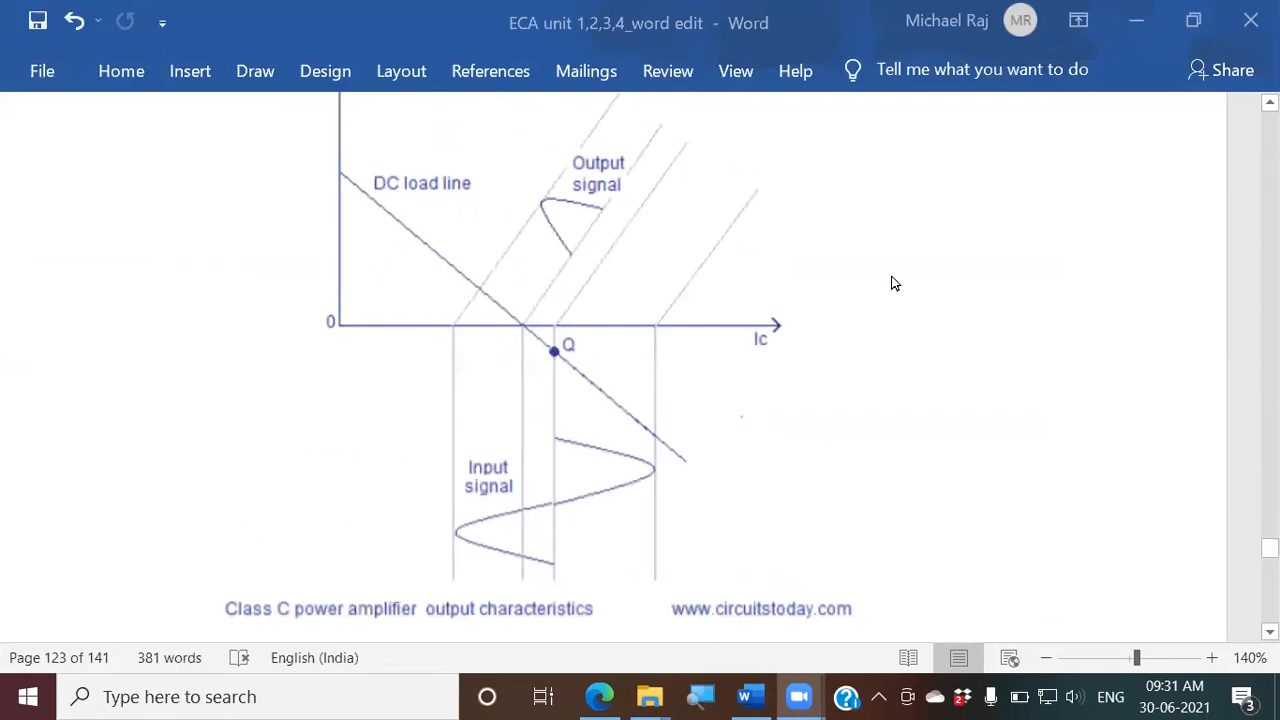 ECA unit 1,2,3,4_word edit - Word
Michael Raj
MR
File Home Insert Draw Design Layout References Mailings Review View Help Tell me what you want to do Share
Output
signal
DC load line
0
Ic
Q
Input
signal
Class C power amplifier output characteristics www.circuitstoday.com
Page 123 of 141 381 words English (India) 140%
Type here to search
2
ENG
09:31 AM
30-06-2021
3